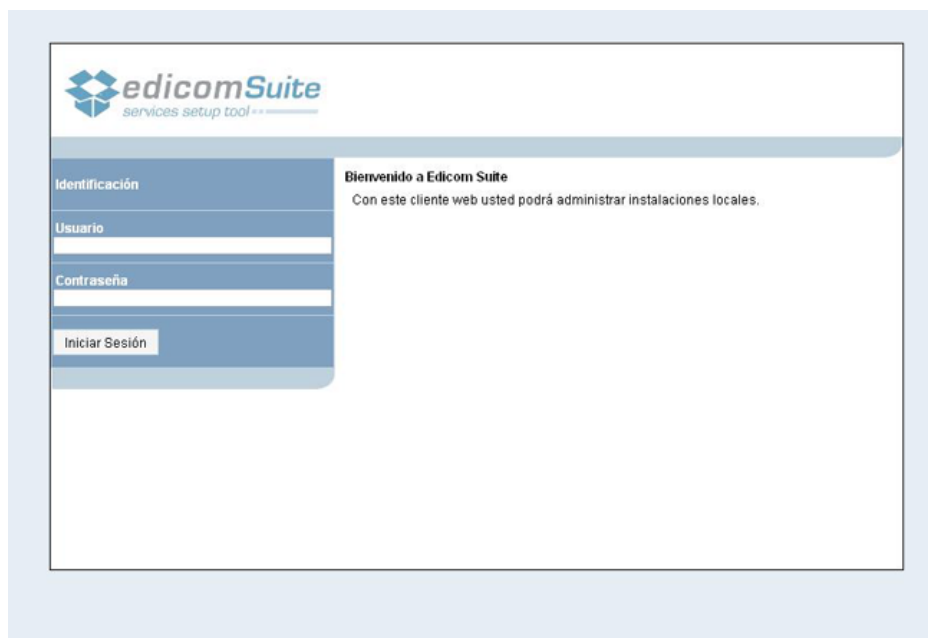 edicomSuite
services setup tool
Identificación
Bienvenido a Edicom Suite
Con este cliente web usted podrá administrar instalaciones locales.
Usuario
Contraseña
Iniciar Sesión